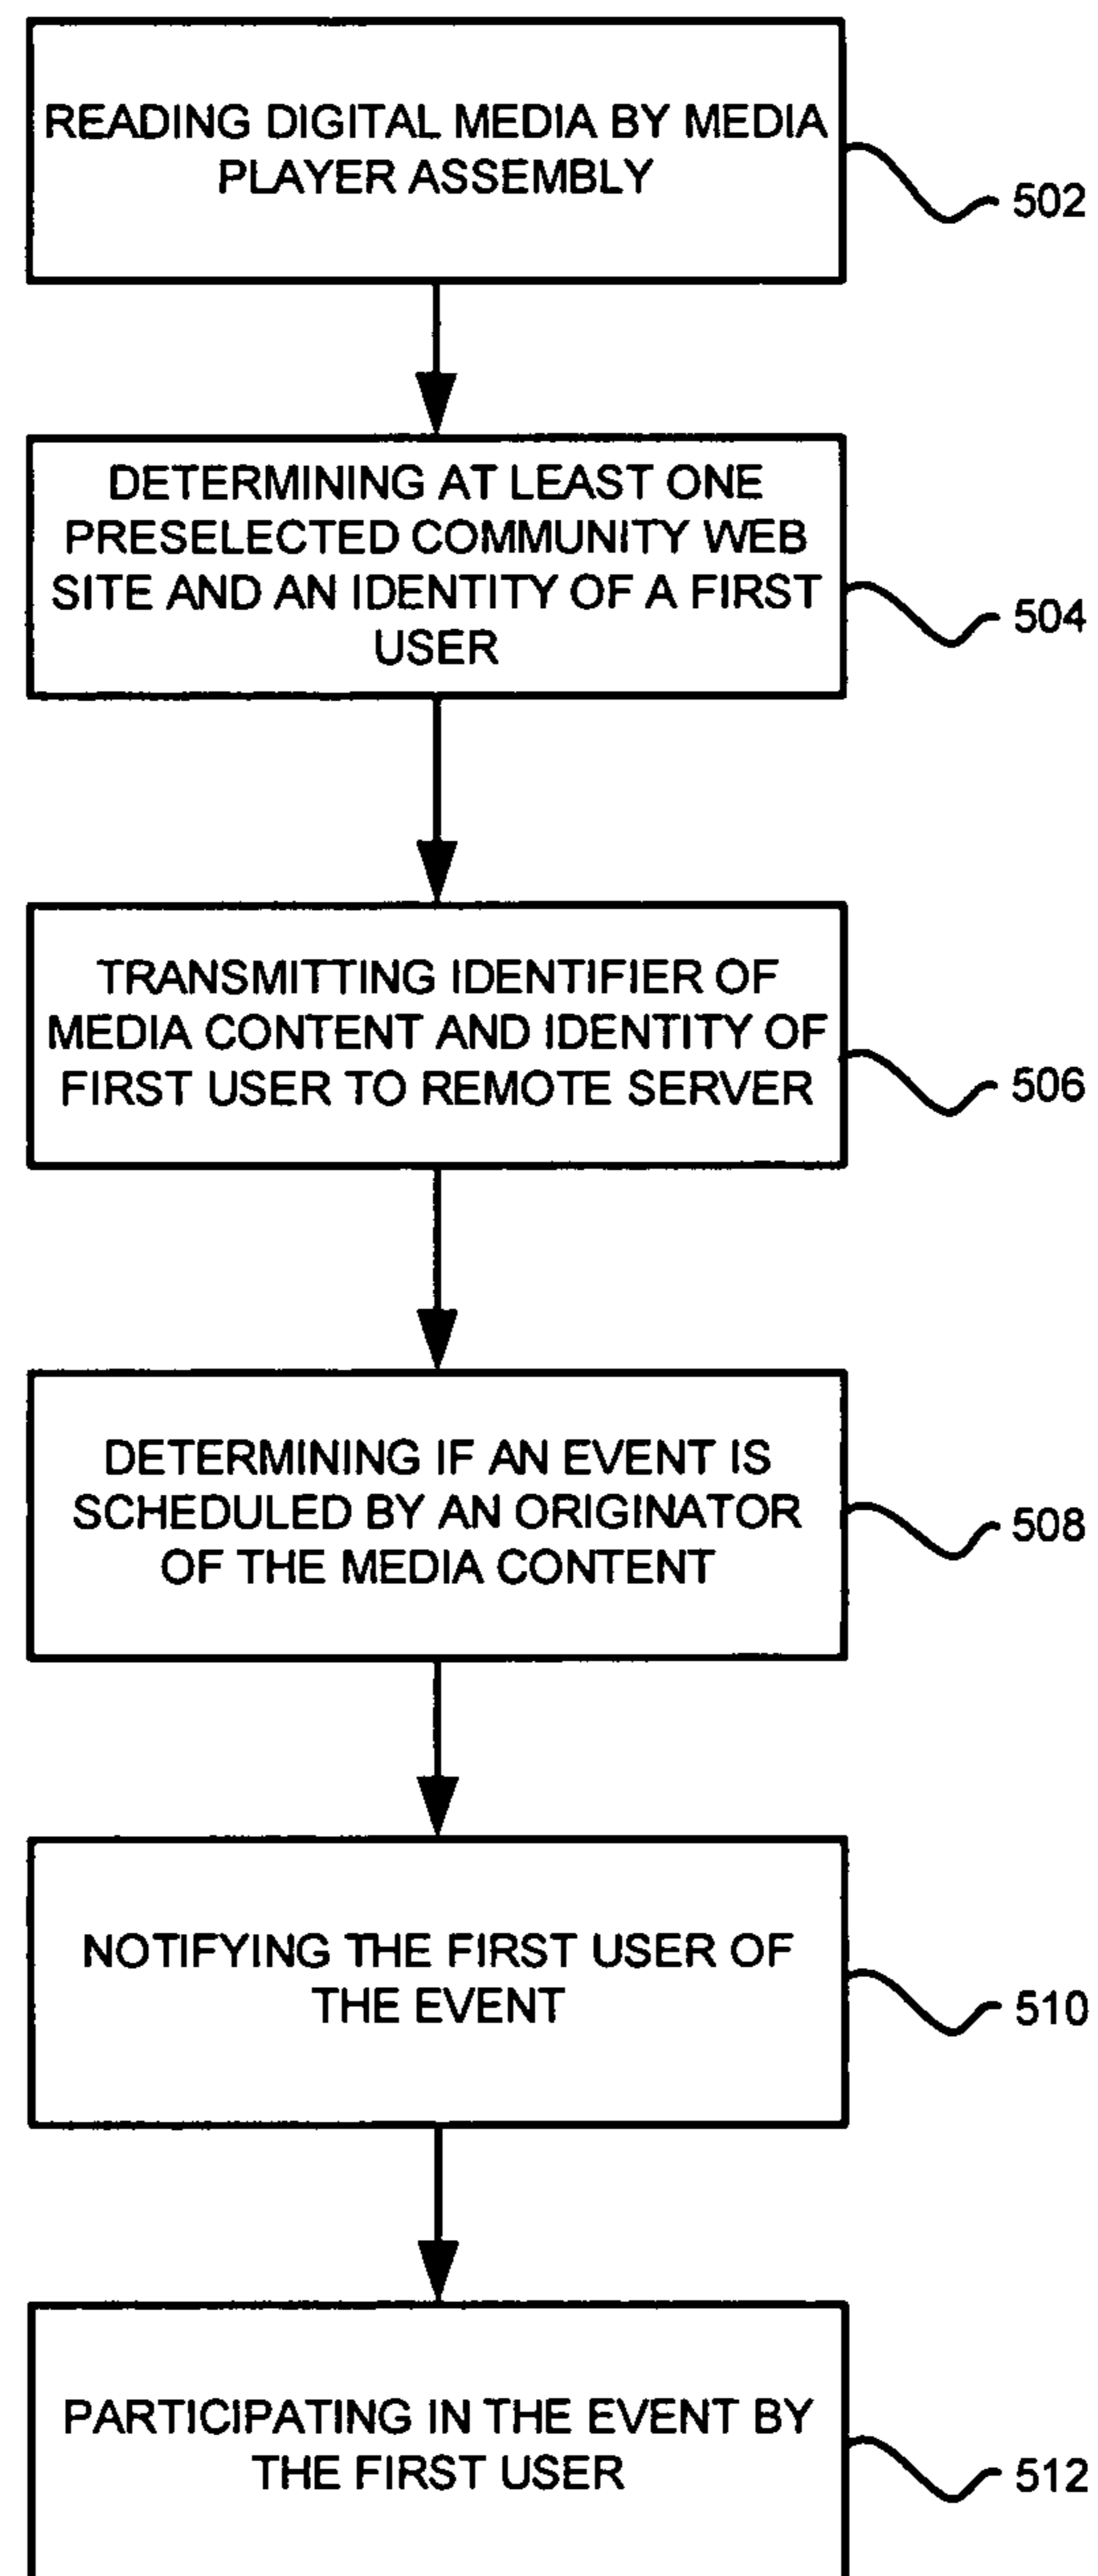 READING DIGITAL MEDIA BY MEDIA
PLAYER ASSEMBLY
502
DETERMINING AT LEAST ONE
PRESELECTED COMMUNITY WEB
SITE AND AN IDENTITY OF A FIRST
USER
504
TRANSMITTING IDENTIFIER OF
MEDIA CONTENT AND IDENTITY OF
FIRST USER TO REMOTE SERVER
506
DETERMINING IF AN EVENT IS
SCHEDULED BY AN ORIGINATOR
OF THE MEDIA CONTENT
508
NOTIFYING THE FIRST USER OF
THE EVENT
510
PARTICIPATING IN THE EVENT BY
THE FIRST USER
512